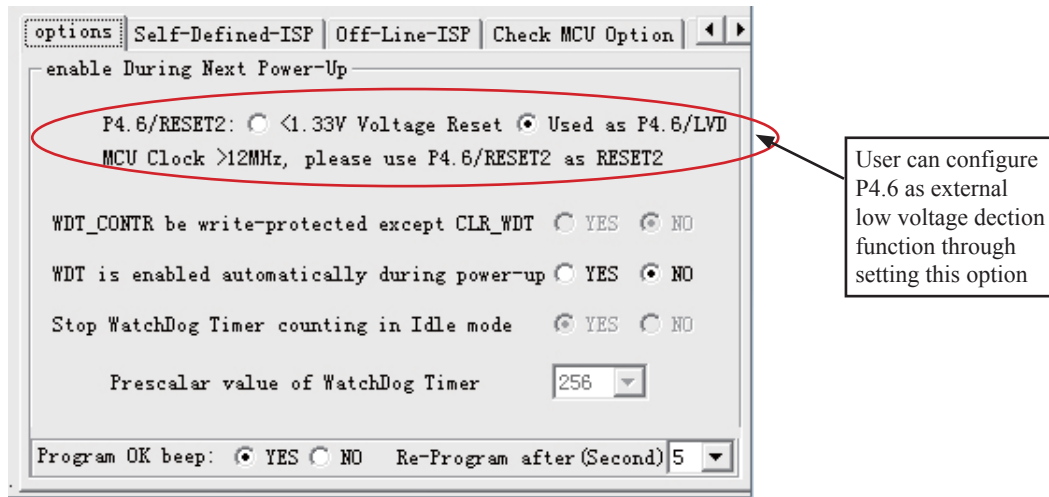 options Self-Defined-ISP Off-Line-ISP Check MCU Option
enable During Next Power-Up
P4.6/RESET2: <1.33V Voltage Reset Used as P4.6/LVD
MCU Clock >12MHz, please use P4.6/RESET2 as RESET2
WDT_CONTR be write-protected except CLR_WDT YES NO
WDT is enabled automatically during power-up YES NO
Stop WatchDog Timer counting in Idle mode YES NO
Prescalar value of WatchDog Timer 256
Program OK beep: YES NO Re-Program after(Second) 5
User can configure
P4.6 as external
low voltage dection
function through
setting this option